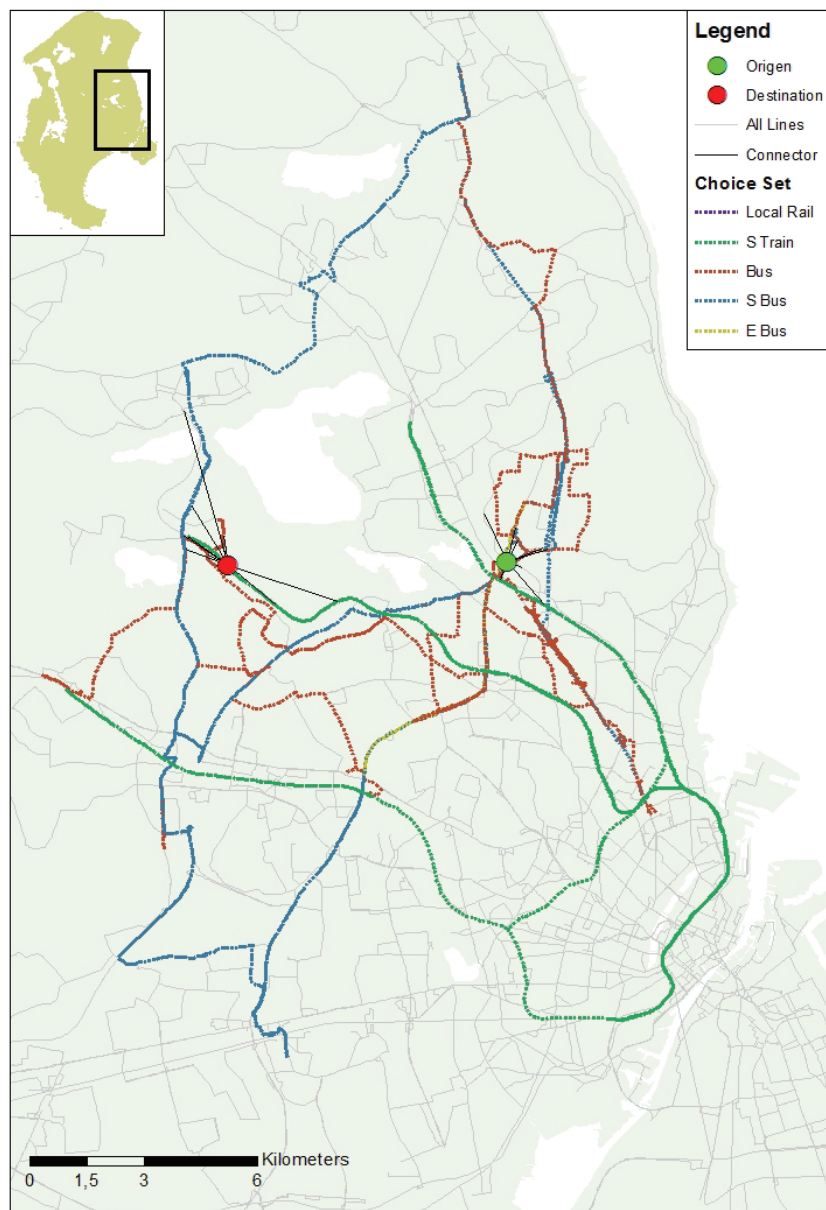 Legend
Origen
Destination
All Lines
Connector
Choice Set
Local Rail
S Train
Bus
S Bus
E Bus
Kilometers
0 1,5 3 6